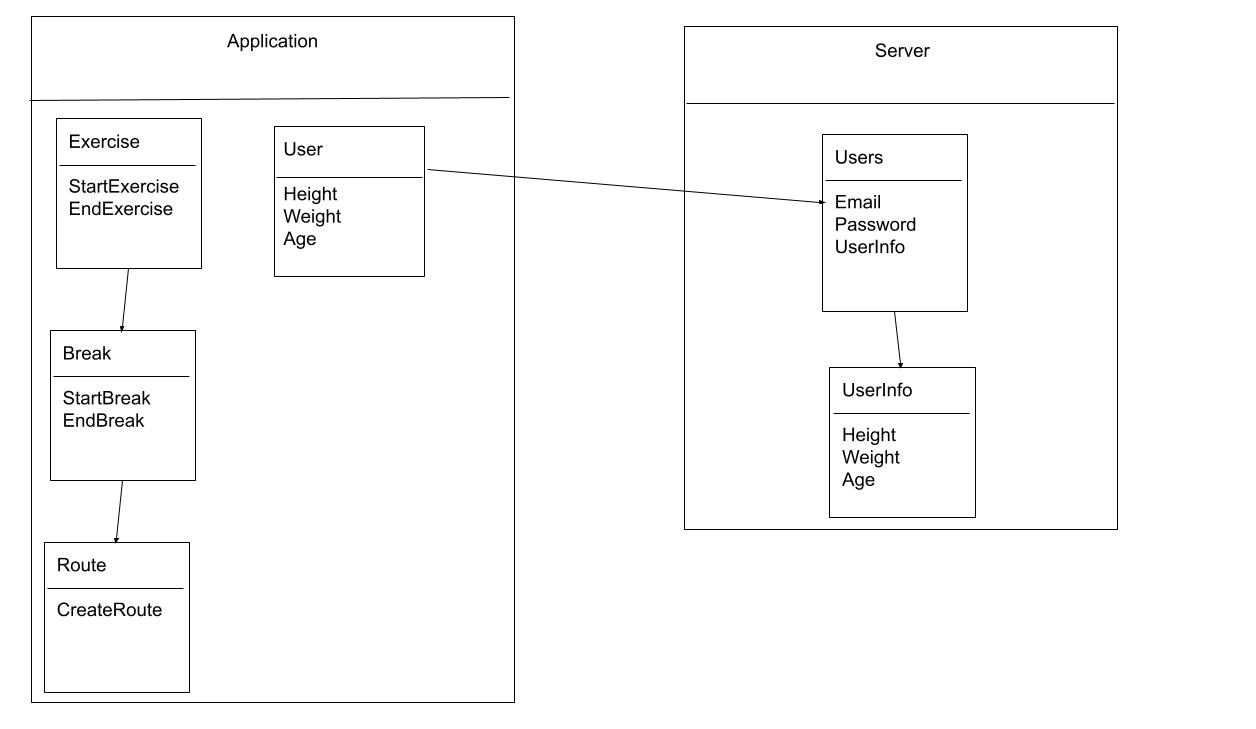 Application
Exercise
StartExercise
EndExercise
User
Height
Weight
Age
Break
StartBreak
EndBreak
Route
CreateRoute
Server
Users
Email
Password
UserInfo
UserInfo
Height
Weight
Age